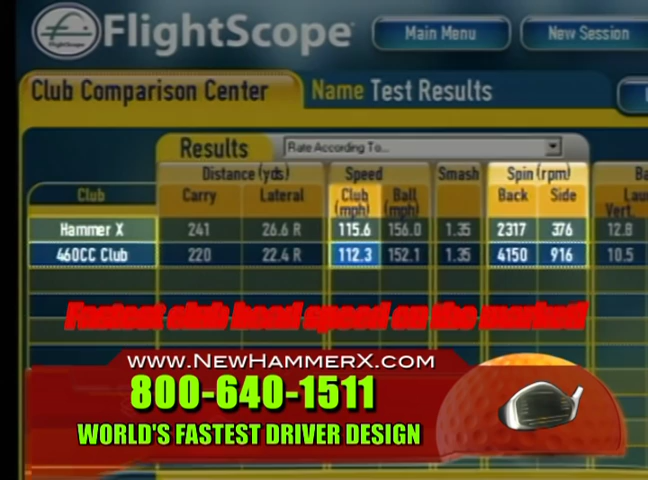 FlightScope
Main Menu
New Session
Club Comparison Center
Name Test Results
Results
Rate According To...
Distance (yds) Speed Smash Spin (rpm)
Club Carry Lateral Club (mph) Ball (mph) Back Side Vert.
Hammer X 241 26.6 R 115.6 156.0 1.35 2317 376 12.8
460CC Club 220 22.4 R 112.3 152.1 1.35 4150 916 10.5
Fastest club head speed on the market!
www.NewHammerX.com
800-640-1511
WORLD'S FASTEST DRIVER DESIGN